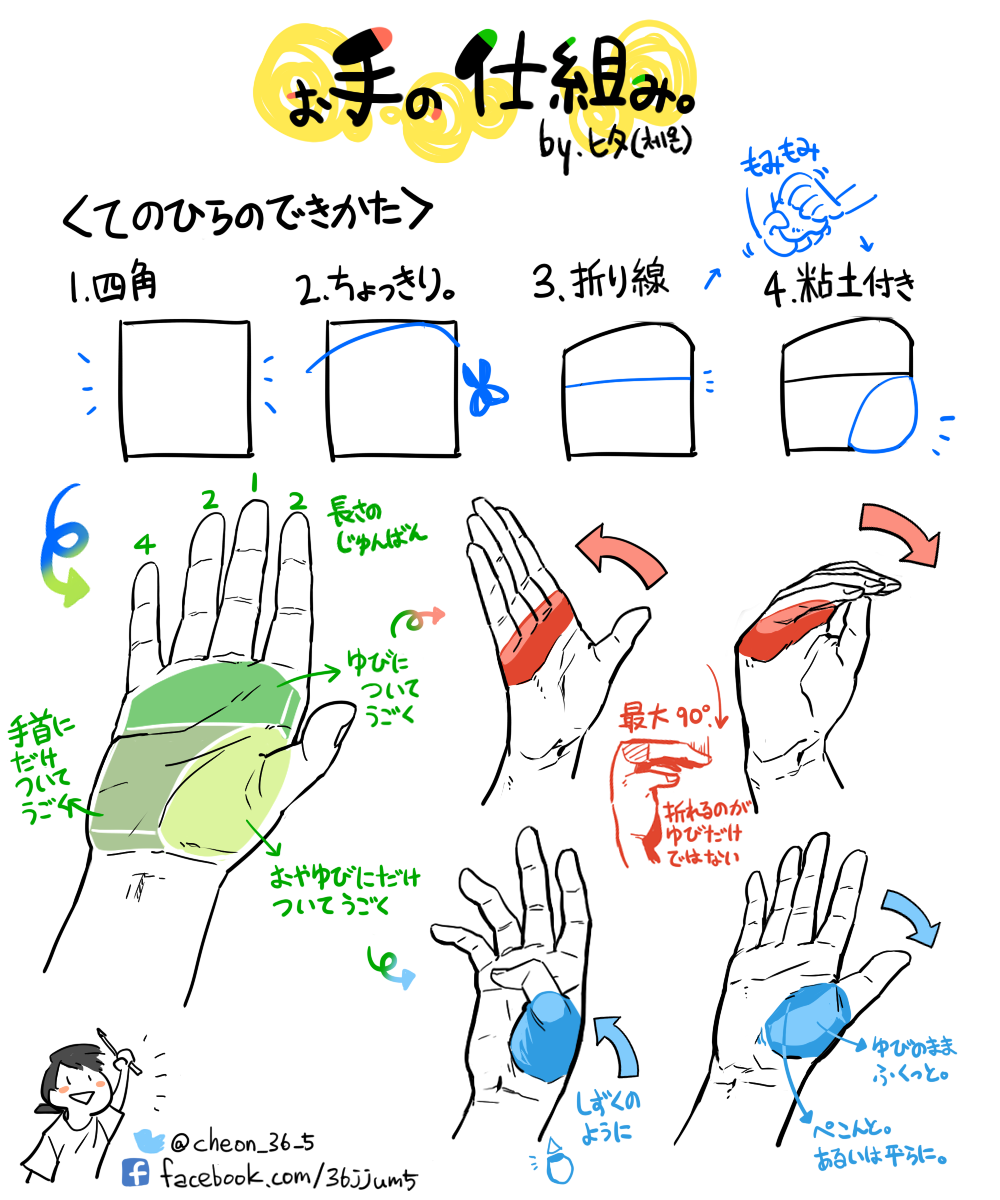 お手の仕組み。
by.ヒタ(체온)
もみもみ
<てのひらのできかた>
1.四角
2.ちょっきり。
3.折り線
4.粘土付き
4
2
1
2
長さの
じゅんばん
ゆびに
ついて
うごく
手首に
だけ
ついて
うごく
おやゆびにだけ
ついてうごく
最大90°.
折れるのが
ゆびだけ
ではない
しずくの
ように
ゆびのまま
ふくっと。
ぺこんと。
あるいは平らに。
@cheon_36_5
facebook.com/36jjum5